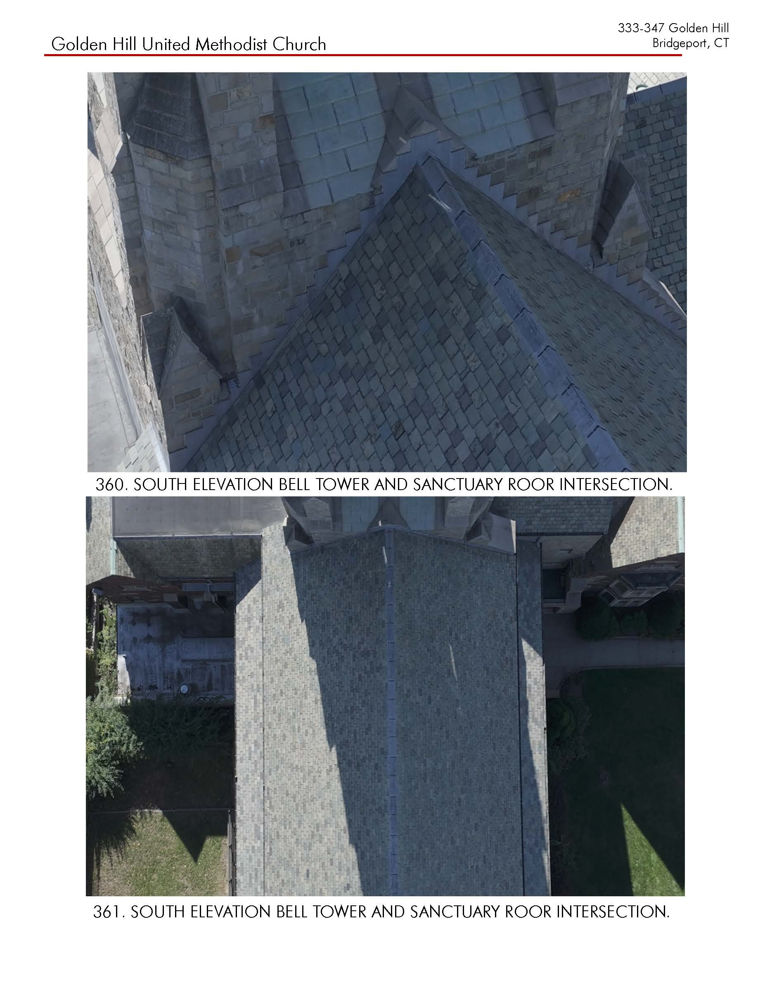 Golden Hill United Methodist Church
333-347 Golden Hill
Bridgeport, CT
360. SOUTH ELEVATION BELL TOWER AND SANCTUARY ROOR INTERSECTION.
361. SOUTH ELEVATION BELL TOWER AND SANCTUARY ROOR INTERSECTION.